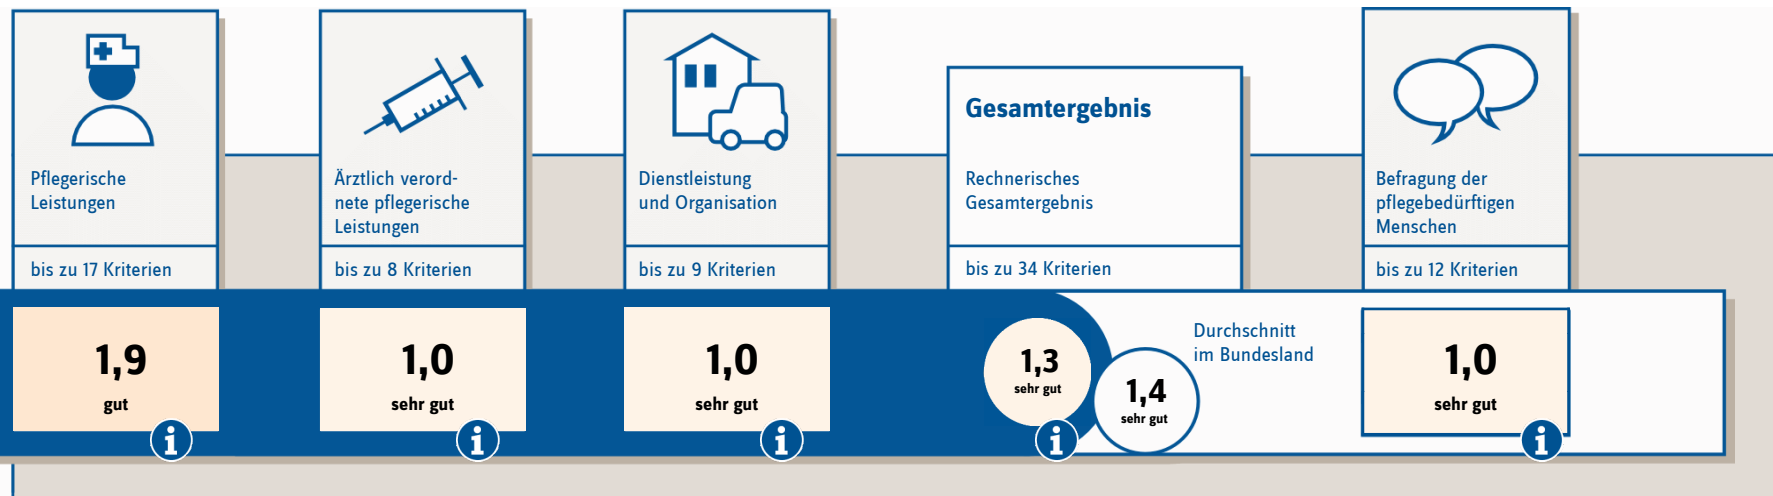 Pflegerische
Leistungen
bis zu 17 Kriterien
1,9
gut
i
Ärztlich verord-
nete pflegerische
Leistungen
bis zu 8 Kriterien
1,0
sehr gut
i
Dienstleistung
und Organisation
bis zu 9 Kriterien
1,0
sehr gut
i
Gesamtergebnis
Rechnerisches
Gesamtergebnis
bis zu 34 Kriterien
1,3
sehr gut
i
1,4
sehr gut
Durchschnitt
im Bundesland
Befragung der
pflegebedürftigen
Menschen
bis zu 12 Kriterien
1,0
sehr gut
i